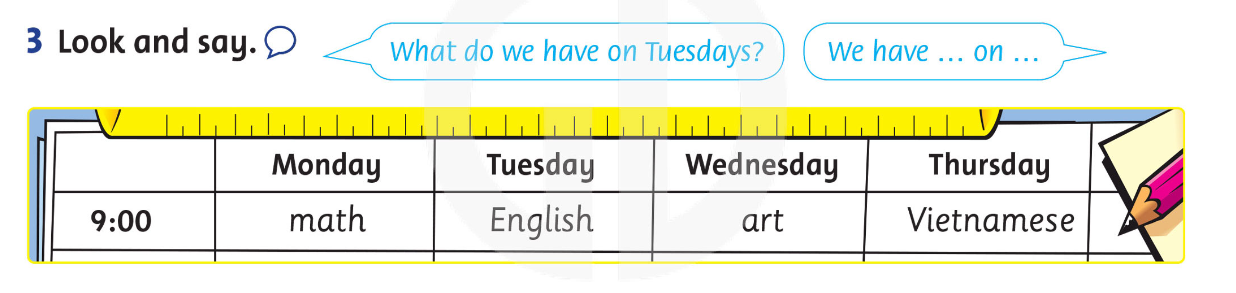 3 Look and say.
What do we have on Tuesdays?
We have ... on ...
Monday Tuesday Wednesday Thursday
9:00 math English art Vietnamese